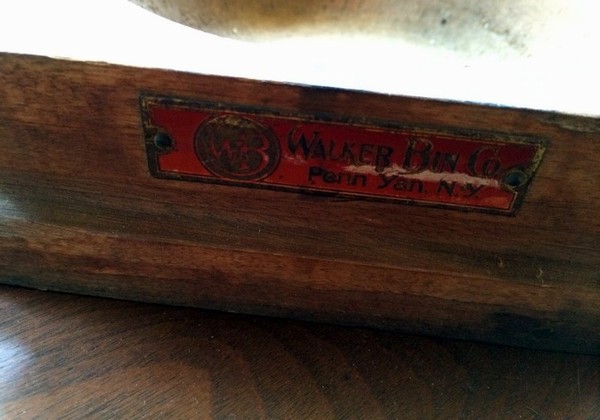 WB
WALKER BIN CO.
Penn Yan. N.Y.